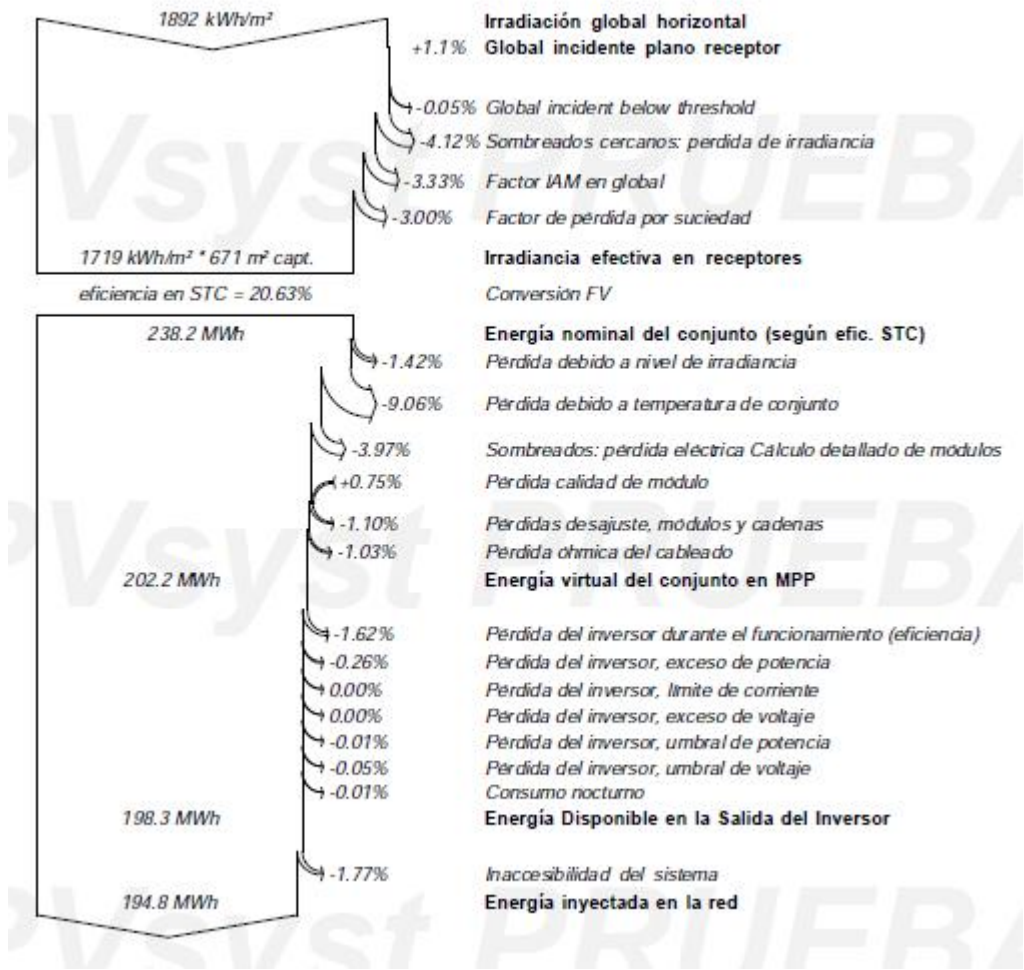 1892 kWh/m² Irradiación global horizontal
+1.1% Global incidente plano receptor
-0.05% Global incident below threshold
-4.12% Sombreados cercanos: perdida de irradiancia
-3.33% Factor IAM en global
-3.00% Factor de pérdida por suciedad
1719 kWh/m² * 671 m² capt. Irradiancia efectiva en receptores
eficiencia en STC = 20.63% Conversión FV
238.2 MWh Energía nominal del conjunto (según efic. STC)
-1.42% Pérdida debido a nivel de irradiancia
-9.06% Pérdida debido a temperatura de conjunto
-3.97% Sombreados: pérdida eléctrica Cálculo detallado de módulos
+0.75% Pérdida calidad de módulo
-1.10% Pérdidas desajuste, módulos y cadenas
-1.03% Pérdida óhmica del cableado
202.2 MWh Energía virtual del conjunto en MPP
-1.62% Pérdida del inversor durante el funcionamiento (eficiencia)
-0.26% Pérdida del inversor, exceso de potencia
0.00% Pérdida del inversor, límite de corriente
0.00% Pérdida del inversor, exceso de voltaje
-0.01% Pérdida del inversor, umbral de potencia
-0.05% Pérdida del inversor, umbral de voltaje
-0.01% Consumo nocturno
198.3 MWh Energía Disponible en la Salida del Inversor
-1.77% Inaccesibilidad del sistema
194.8 MWh Energía inyectada en la red
PVsyst PRUEBA
PVsyst PRUEBA
PVsyst PRUEBA